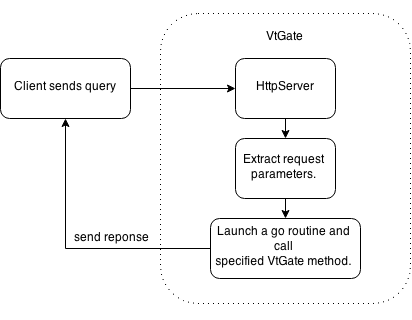 VtGate
Client sends query
HttpServer
Extract request
parameters.
Launch a go routine and
call
specified VtGate method.
send reponse